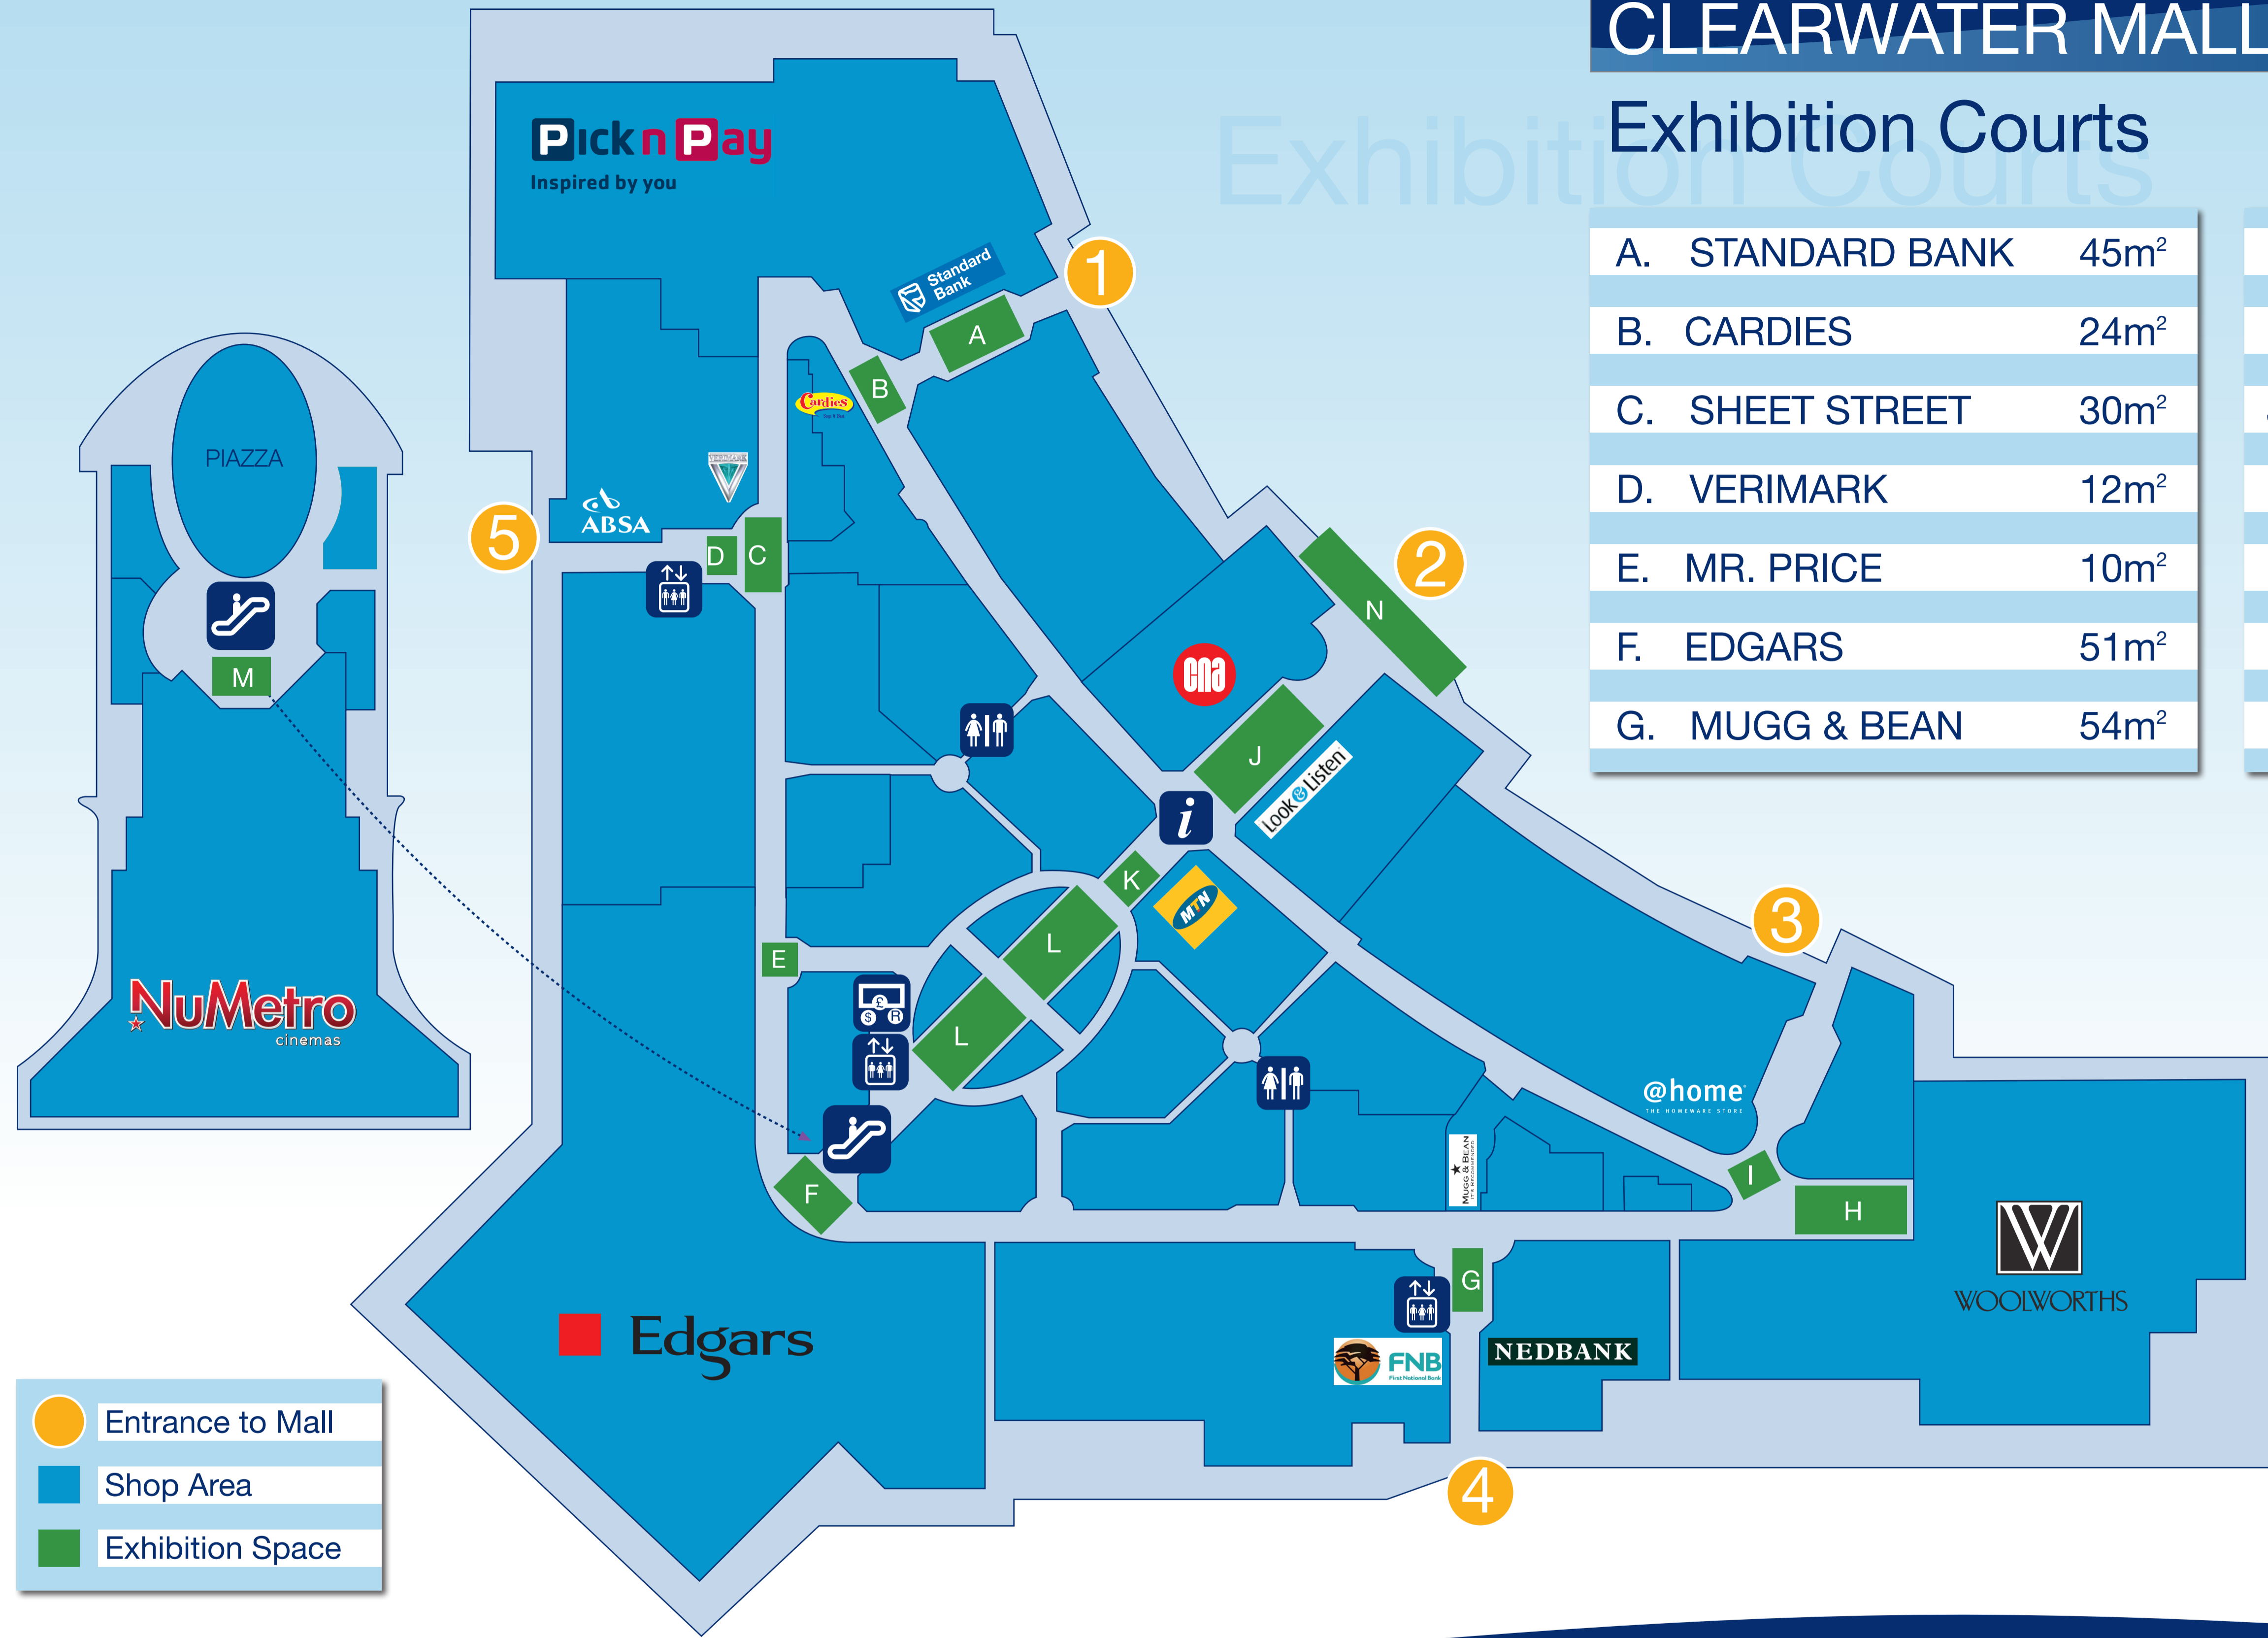 CLEARWATER MALL
Exhibition Courts
Exhibition Courts
A. STANDARD BANK 45m²
B. CARDIES 24m²
C. SHEET STREET 30m²
D. VERIMARK 12m²
E. MR. PRICE 10m²
F. EDGARS 51m²
G. MUGG & BEAN 54m²
Pick n Pay
Inspired by you
Standard
Bank
1
A
B
Cardies
VERIMARK
PIAZZA
ABSA
5
D
C
2
N
M
cna
J
Look & Listen
i
K
MTN
L
3
E
NuMetro
cinemas
$ £ R
L
@home
THE HOMEWARE STORE
MUGG & BEAN
IT'S RECOMMENDED
F
I
H
W
WOOLWORTHS
G
Edgars
FNB
First National Bank
NEDBANK
4
Entrance to Mall
Shop Area
Exhibition Space